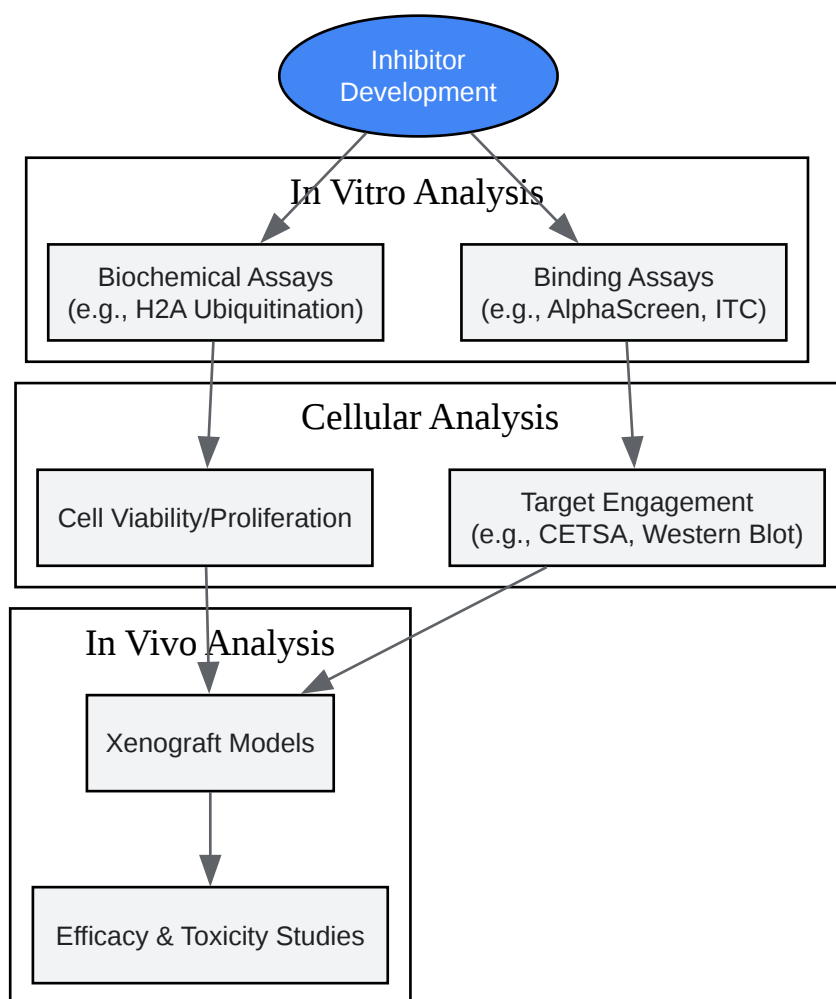 Inhibitor
Development
In Vitro Analysis
Biochemical Assays
(e.g., H2A Ubiquitination)
Binding Assays
(e.g., AlphaScreen, ITC)
Cellular Analysis
Cell Viability/Proliferation
Target Engagement
(e.g., CETSA, Western Blot)
In Vivo Analysis
Xenograft Models
Efficacy & Toxicity Studies